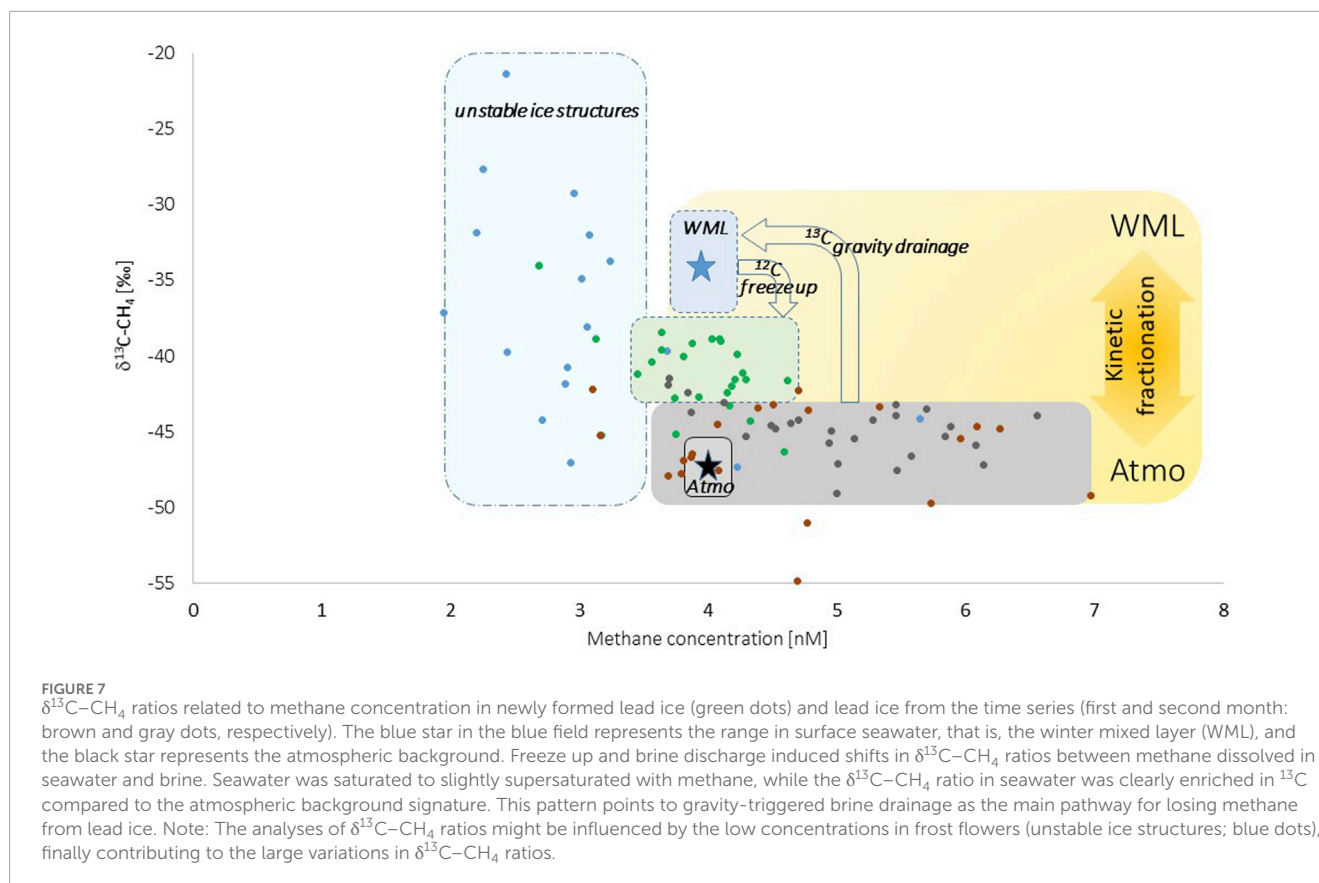 -20
-25
-30
-35
-40
-45
-50
-55
δ¹³C-CH₄ [‰]
unstable ice structures
WML
¹³C gravity drainage
¹²C
freeze up
WML
Kinetic
fractionation
Atmo
Atmo
0 1 2 3 4 5 6 7 8
Methane concentration [nM]
FIGURE 7
δ¹³C–CH₄ ratios related to methane concentration in newly formed lead ice (green dots) and lead ice from the time series (first and second month:
brown and gray dots, respectively). The blue star in the blue field represents the range in surface seawater, that is, the winter mixed layer (WML), and
the black star represents the atmospheric background. Freeze up and brine discharge induced shifts in δ¹³C–CH₄ ratios between methane dissolved in
seawater and brine. Seawater was saturated to slightly supersaturated with methane, while the δ¹³C–CH₄ ratio in seawater was clearly enriched in ¹³C
compared to the atmospheric background signature. This pattern points to gravity-triggered brine drainage as the main pathway for losing methane
from lead ice. Note: The analyses of δ¹³C–CH₄ ratios might be influenced by the low concentrations in frost flowers (unstable ice structures; blue dots),
finally contributing to the large variations in δ¹³C–CH₄ ratios.